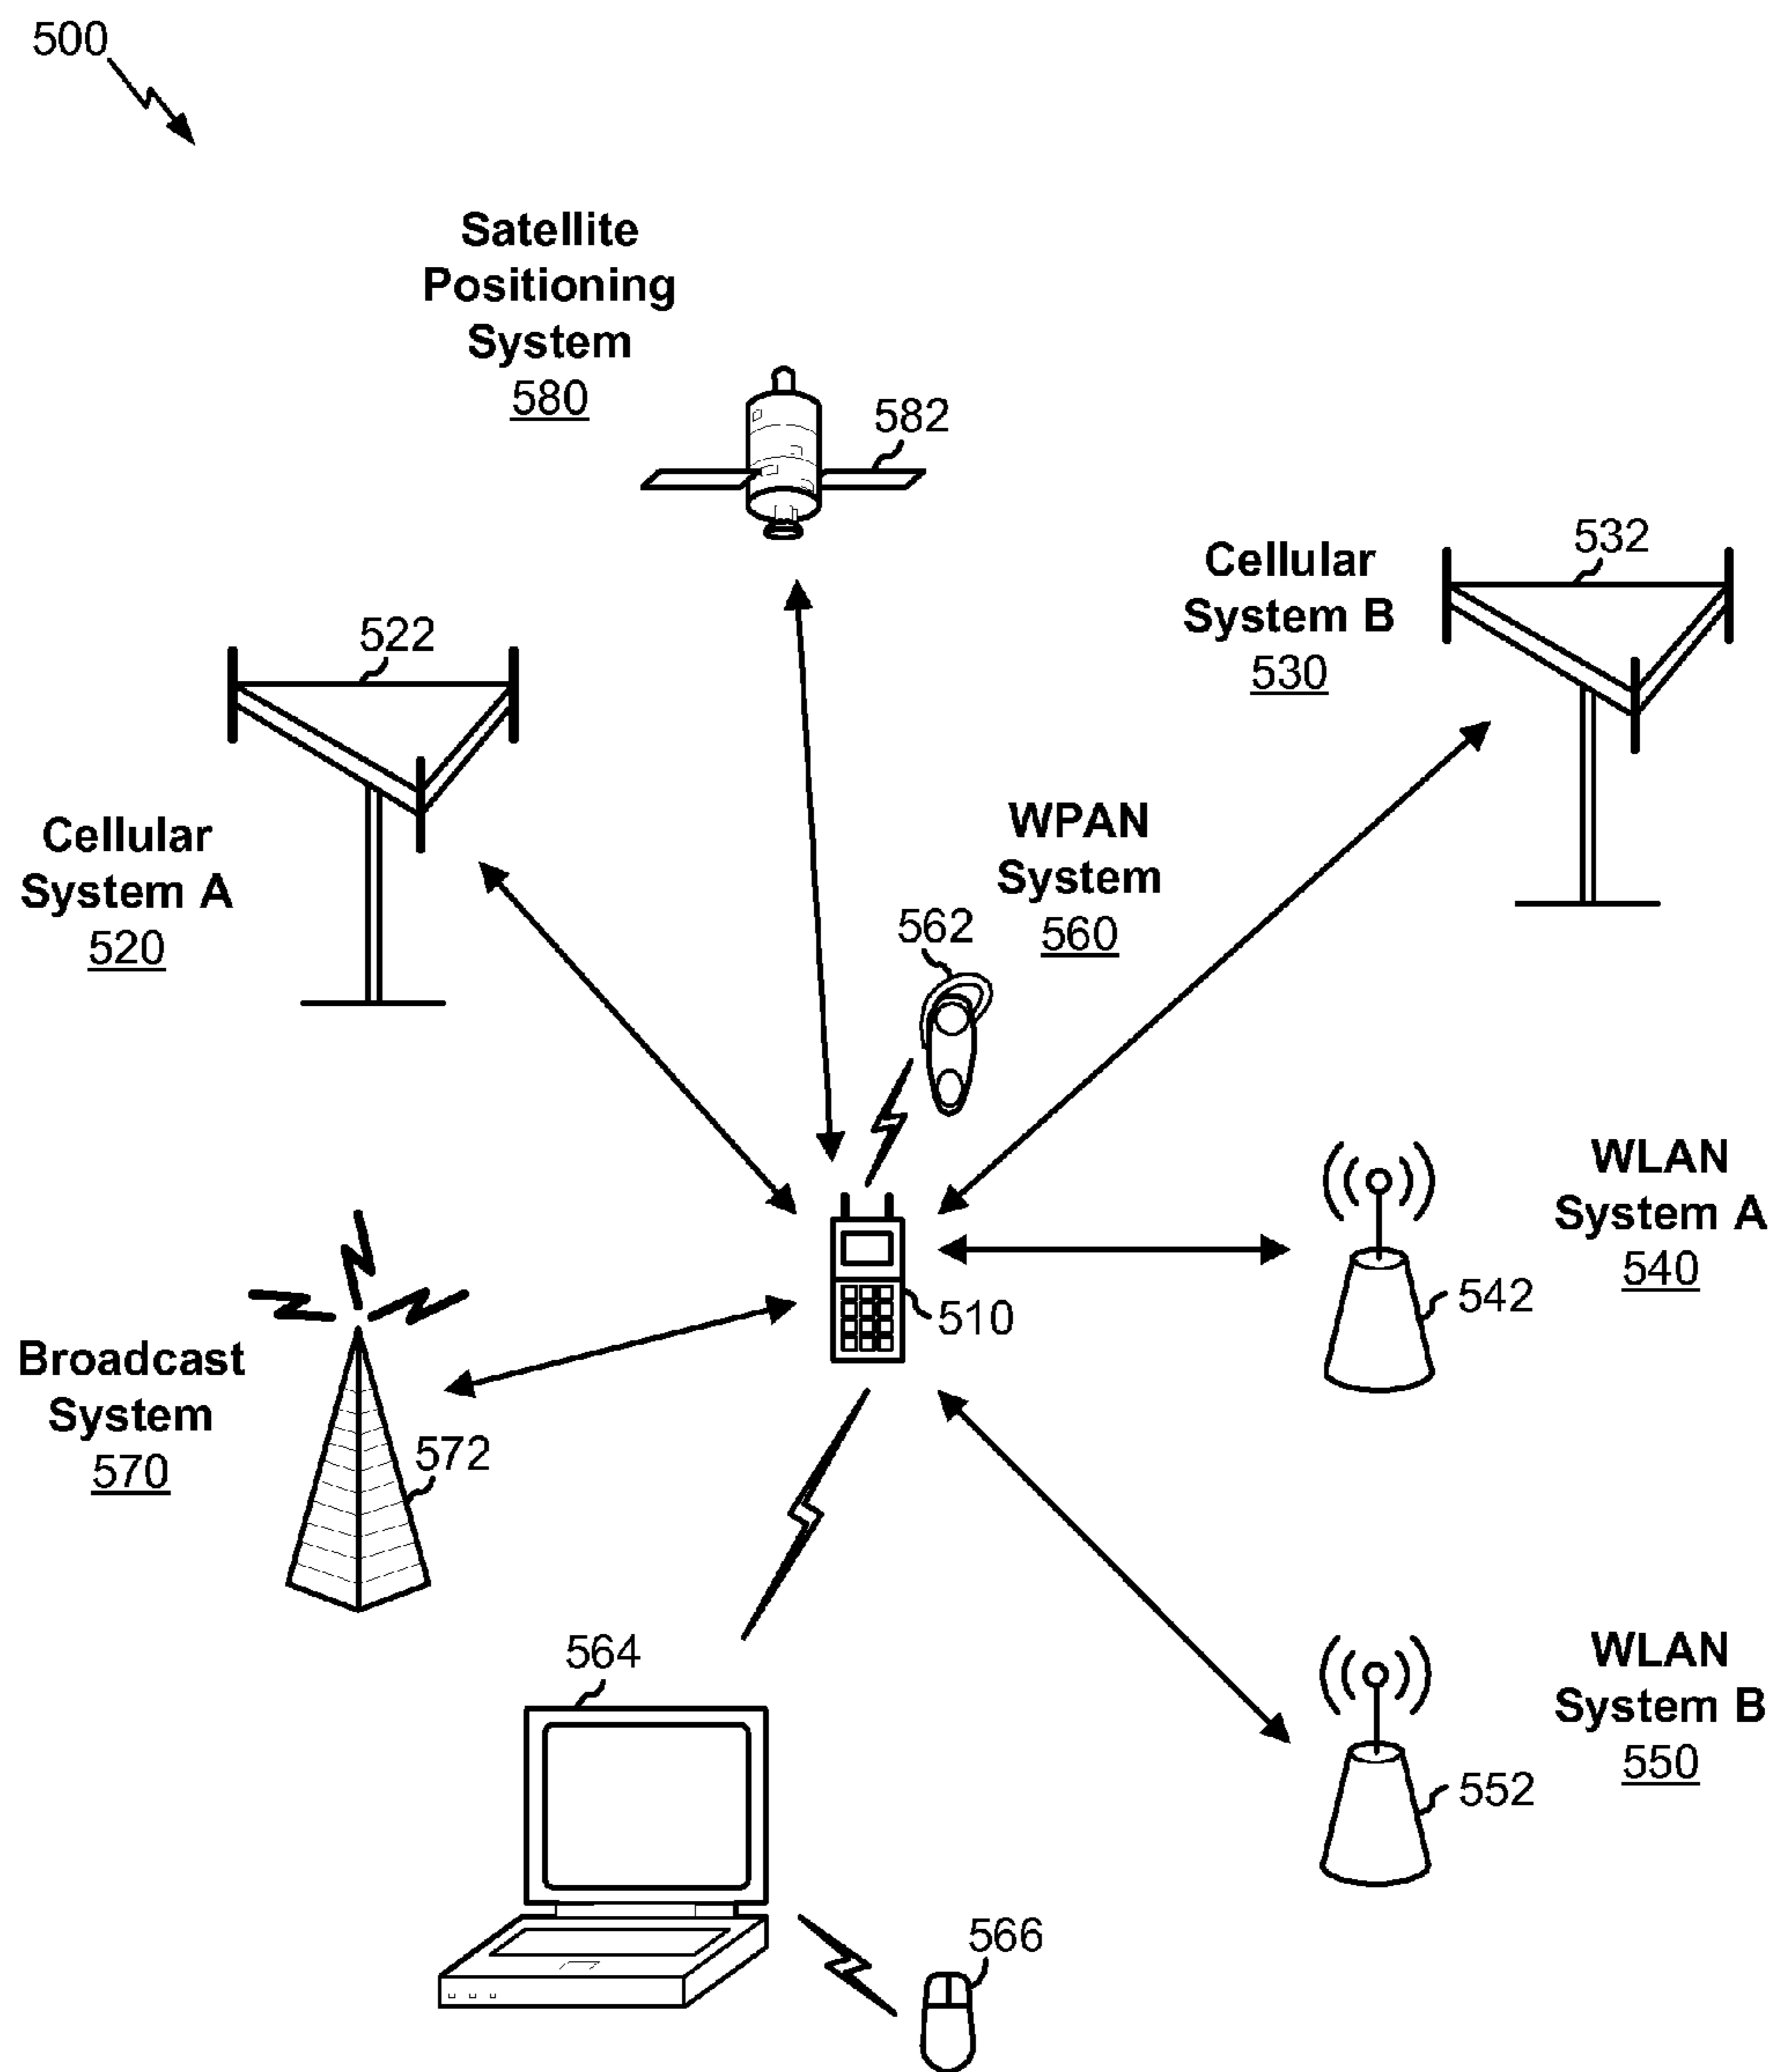 500
Satellite
Positioning
System
580
582
Cellular
System B
530
532
522
Cellular
System A
520
WPAN
System
560
562
WLAN
System A
540
542
510
Broadcast
System
570
572
WLAN
System B
550
552
564
566